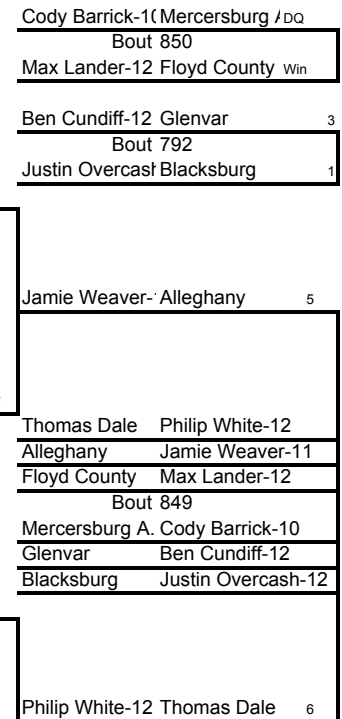 Cody Barrick-1( Mercersburg A DQ
Bout 850
Max Lander-12 Floyd County Win
Ben Cundiff-12 Glenvar 3
Bout 792
Justin Overcash Blacksburg 1
Jamie Weaver- Alleghany 5
Thomas Dale Philip White-12
Alleghany Jamie Weaver-11
Floyd County Max Lander-12
Bout 849
Mercersburg A. Cody Barrick-10
Glenvar Ben Cundiff-12
Blacksburg Justin Overcash-12
Philip White-12 Thomas Dale 6